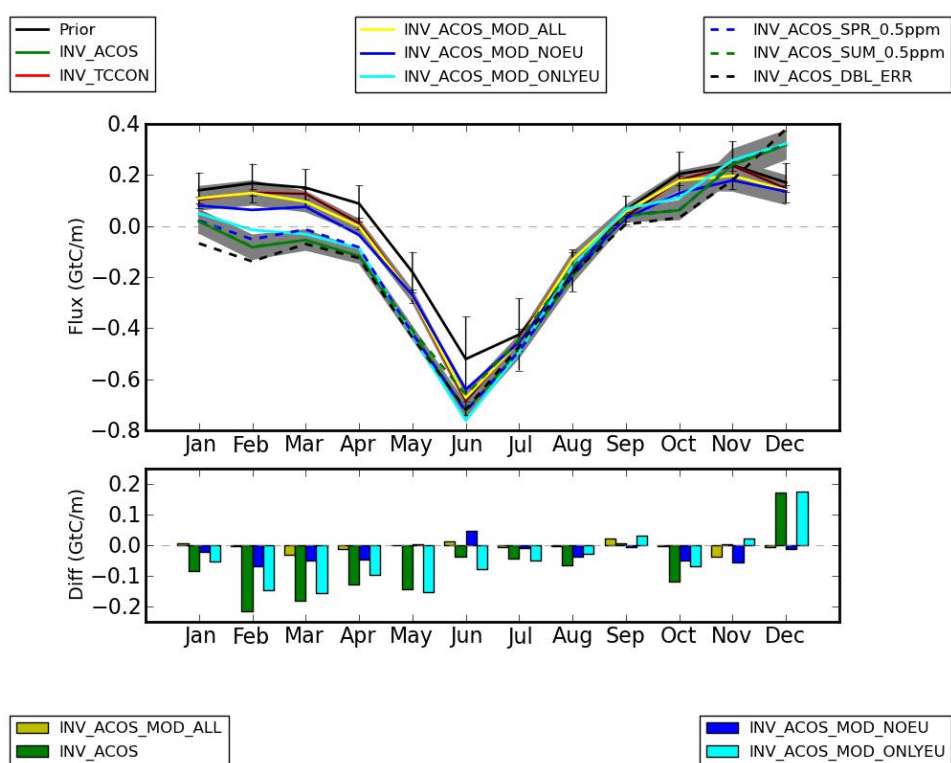 Prior
INV_ACOS
INV_TCCON
INV_ACOS_MOD_ALL
INV_ACOS_MOD_NOEU
INV_ACOS_MOD_ONLYEU
INV_ACOS_SPR_0.5ppm
INV_ACOS_SUM_0.5ppm
INV_ACOS_DBL_ERR
Flux (GtC/m)
0.4
0.2
0.0
−0.2
−0.4
−0.6
−0.8
Jan Feb Mar Apr May Jun Jul Aug Sep Oct Nov Dec
Diff (GtC/m)
0.2
0.1
0.0
−0.1
−0.2
Jan Feb Mar Apr May Jun Jul Aug Sep Oct Nov Dec
INV_ACOS_MOD_ALL
INV_ACOS
INV_ACOS_MOD_NOEU
INV_ACOS_MOD_ONLYEU